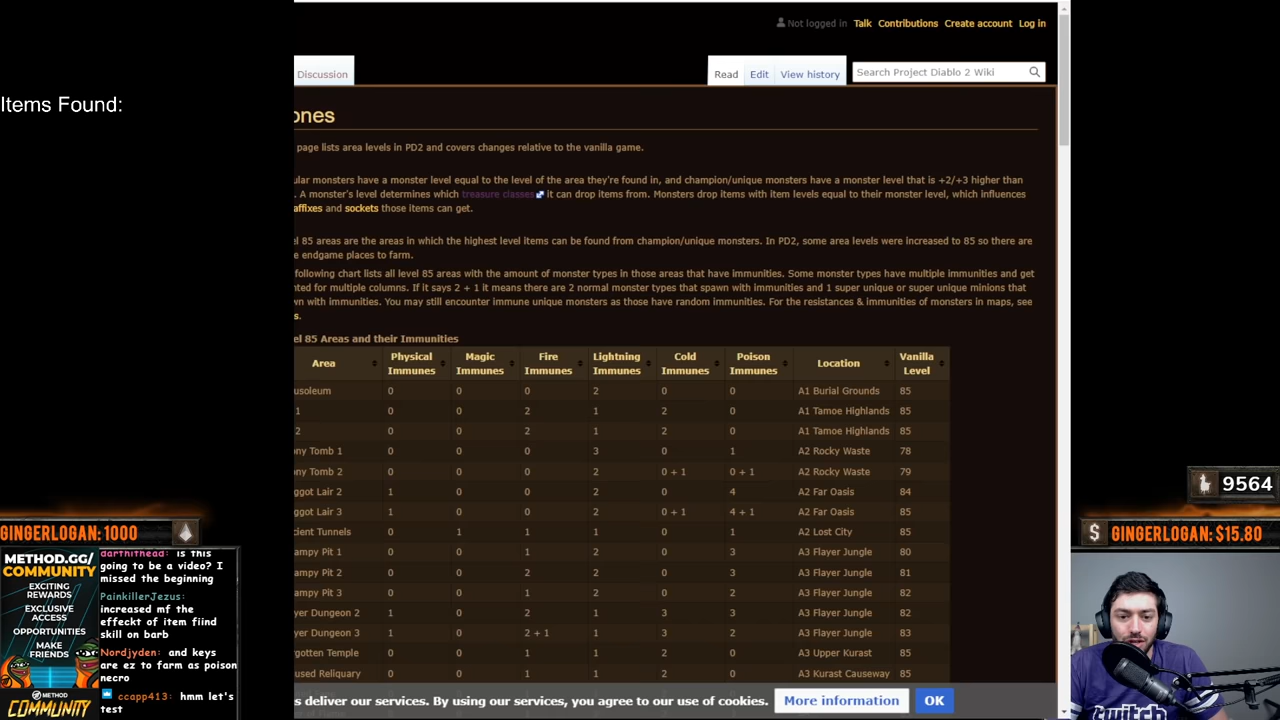 Not logged in Talk Contributions Create account Log in
Discussion
Read Edit View history
Search Project Diablo 2 Wiki
Items Found:
ones
page lists area levels in PD2 and covers changes relative to the vanilla game.
ular monsters have a monster level equal to the level of the area they're found in, and champion/unique monsters have a monster level that is +2/+3 higher than
. A monster's level determines which treasure classes it can drop items from. Monsters drop items with item levels equal to their monster level, which influences
affixes and sockets those items can get.
el 85 areas are the areas in which the highest level items can be found from champion/unique monsters. In PD2, some area levels were increased to 85 so there are
e endgame places to farm.
following chart lists all level 85 areas with the amount of monster types in those areas that have immunities. Some monster types have multiple immunities and get
nted for multiple columns. If it says 2 + 1 it means there are 2 normal monster types that spawn with immunities and 1 super unique or super unique minions that
wn with immunities. You may still encounter immune unique monsters as those have random immunities. For the resistances & immunities of monsters in maps, see
s.
el 85 Areas and their Immunities
Area Physical Immunes Magic Immunes Fire Immunes Lightning Immunes Cold Immunes Poison Immunes Location Vanilla Level
usoleum 0 0 0 2 0 0 A1 Burial Grounds 85
1 0 0 2 1 2 0 A1 Tamoe Highlands 85
2 0 0 2 1 2 0 A1 Tamoe Highlands 85
ny Tomb 1 0 0 0 3 0 1 A2 Rocky Waste 78
ny Tomb 2 0 0 0 2 0 + 1 0 + 1 A2 Rocky Waste 79
ggot Lair 2 1 0 0 2 0 4 A2 Far Oasis 84
ggot Lair 3 1 0 0 2 0 + 1 4 + 1 A2 Far Oasis 85
cient Tunnels 0 1 1 1 0 1 A2 Lost City 85
ampy Pit 1 0 0 1 2 0 3 A3 Flayer Jungle 80
ampy Pit 2 0 0 2 2 0 3 A3 Flayer Jungle 81
ampy Pit 3 0 0 1 2 0 2 A3 Flayer Jungle 82
yer Dungeon 2 1 0 2 1 3 3 A3 Flayer Jungle 82
yer Dungeon 3 1 0 2 + 1 1 3 2 A3 Flayer Jungle 83
gotten Temple 0 0 1 1 2 0 A3 Upper Kurast 85
used Reliquary 0 0 1 1 2 0 A3 Kurast Causeway 85
s deliver our services. By using our services, you agree to our use of cookies. More information OK
9564
GINGERLOGAN: 1000
$ GINGERLOGAN: $15.80
METHOD.GG/
COMMUNITY
EXCITING
REWARDS
EXCLUSIVE
ACCESS
OPPORTUNITIES
MAKE
FRIENDS
METHOD
COMMUNITY
darthithead: is this
going to be a video? I
missed the beginning
PainkillerJezus:
increased mf the
effeckt of item fiind
skill on barb
Nordjyden: and keys
are ez to farm as poison
necro
ccapp413: hmm let's
test
twitch